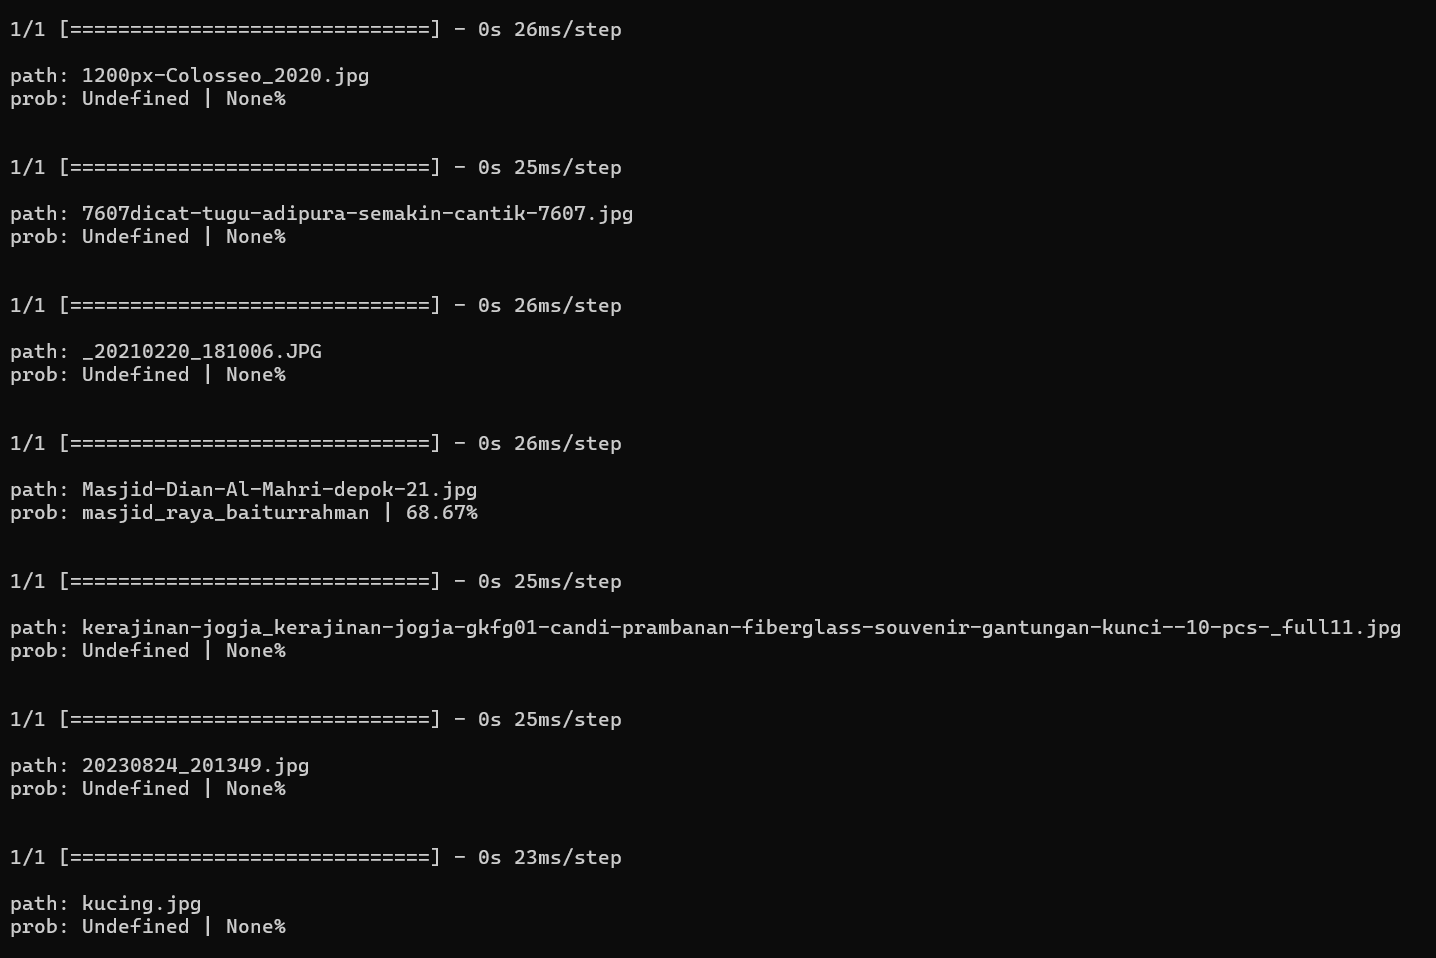 1/1 [==============================] - 0s 26ms/step
path: 1200px-Colosseo_2020.jpg
prob: Undefined | None%
1/1 [==============================] - 0s 25ms/step
path: 7607dicat-tugu-adipura-semakin-cantik-7607.jpg
prob: Undefined | None%
1/1 [==============================] - 0s 26ms/step
path: _20210220_181006.JPG
prob: Undefined | None%
1/1 [==============================] - 0s 26ms/step
path: Masjid-Dian-Al-Mahri-depok-21.jpg
prob: masjid_raya_baiturrahman | 68.67%
1/1 [==============================] - 0s 25ms/step
path: kerajinan-jogja_kerajinan-jogja-gkfg01-candi-prambanan-fiberglass-souvenir-gantungan-kunci--10-pcs-_full11.jpg
prob: Undefined | None%
1/1 [==============================] - 0s 25ms/step
path: 20230824_201349.jpg
prob: Undefined | None%
1/1 [==============================] - 0s 23ms/step
path: kucing.jpg
prob: Undefined | None%